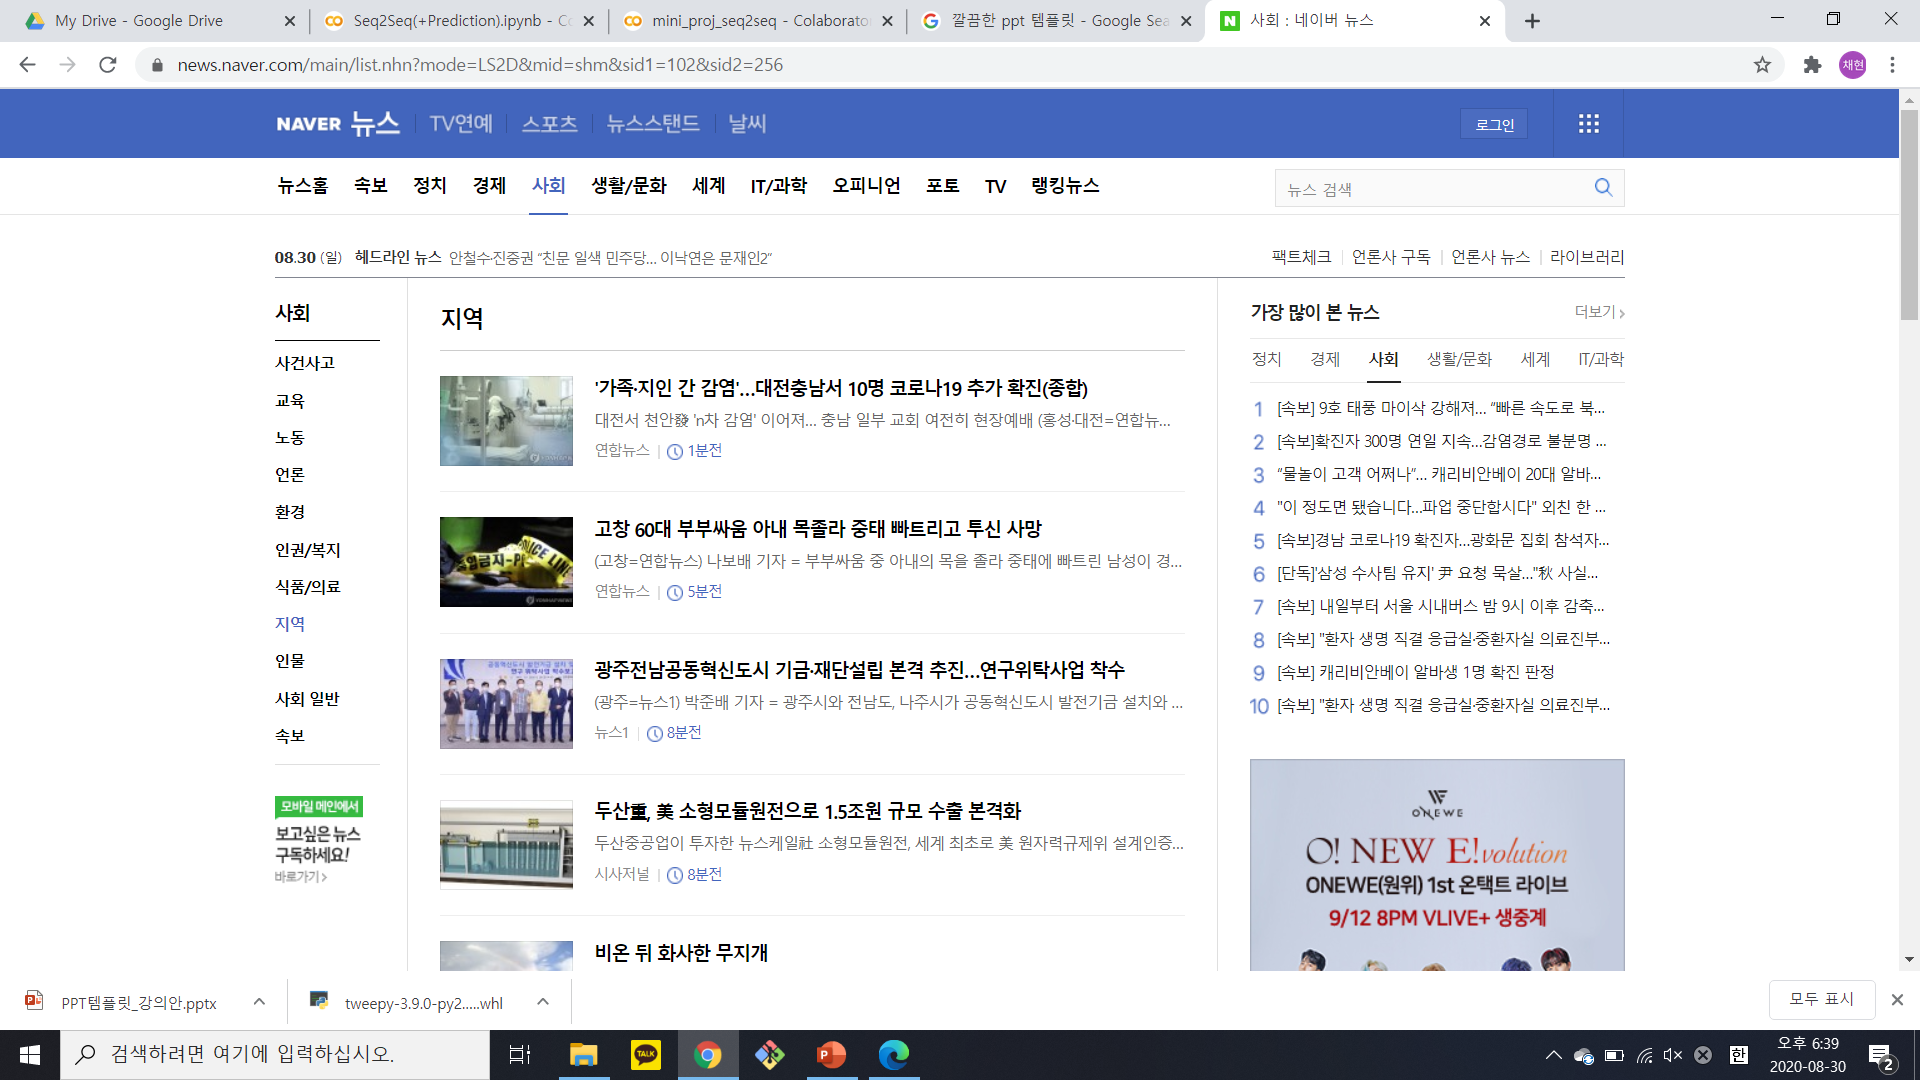 My Drive - Google Drive
Seq2Seq(+Prediction).ipynb - Co
mini_proj_seq2seq - Colaborato
깔끔한 ppt 템플릿 - Google Sea
사회 : 네이버 뉴스
news.naver.com/main/list.nhn?mode=LS2D&mid=shm&sid1=102&sid2=256
채현
NAVER 뉴스 TV연예 스포츠 뉴스스탠드 날씨
로그인
뉴스홈 속보 정치 경제 사회 생활/문화 세계 IT/과학 오피니언 포토 TV 랭킹뉴스
뉴스 검색
08.30 (일) 헤드라인 뉴스 안철수·진중권 “친문 일색 민주당... 이낙연은 문재인2”
팩트체크 언론사 구독 언론사 뉴스 라이브러리
사회
사건사고
교육
노동
언론
환경
인권/복지
식품/의료
지역
인물
사회 일반
속보
모바일 메인에서
보고싶은 뉴스
구독하세요!
바로가기 >
지역
'가족·지인 간 감염'…대전충남서 10명 코로나19 추가 확진(종합)
대전서 천안發 'n차 감염' 이어져… 충남 일부 교회 여전히 현장예배 (홍성·대전=연합뉴...
연합뉴스 1분전
고창 60대 부부싸움 아내 목졸라 중태 빠트리고 투신 사망
(고창=연합뉴스) 나보배 기자 = 부부싸움 중 아내의 목을 졸라 중태에 빠트린 남성이 경...
POLICE LINE
연합뉴스 5분전
광주전남공동혁신도시 기금·재단설립 본격 추진…연구위탁사업 착수
(광주=뉴스1) 박준배 기자 = 광주시와 전남도, 나주시가 공동혁신도시 발전기금 설치와 ...
뉴스1 8분전
두산重, 美 소형모듈원전으로 1.5조원 규모 수출 본격화
두산중공업이 투자한 뉴스케일社 소형모듈원전, 세계 최초로 美 원자력규제위 설계인증...
시사저널 8분전
비온 뒤 화사한 무지개
가장 많이 본 뉴스 더보기 >
정치 경제 사회 생활/문화 세계 IT/과학
1 [속보] 9호 태풍 마이삭 강해져... “빠른 속도로 북...
2 [속보]확진자 300명 연일 지속…감염경로 불분명 ...
3 “물놀이 고객 어쩌나”… 캐리비안베이 20대 알바...
4 "이 정도면 됐습니다…파업 중단합시다" 외친 한 ...
5 [속보]경남 코로나19 확진자…광화문 집회 참석자...
6 [단독]'삼성 수사팀 유지' 尹 요청 묵살…"秋 사실...
7 [속보] 내일부터 서울 시내버스 밤 9시 이후 감축...
8 [속보] "환자 생명 직결 응급실·중환자실 의료진부...
9 [속보] 캐리비안베이 알바생 1명 확진 판정
10 [속보] "환자 생명 직결 응급실·중환자실 의료진부...
ONEWE
O! NEW E!volution
ONEWE(원위) 1st 온택트 라이브
9/12 8PM VLIVE+ 생중계
PPT템플릿_강의안.pptx
tweepy-3.9.0-py2.....whl
모두 표시
검색하려면 여기에 입력하십시오.
TALK
한
오후 6:39
2020-08-30
2